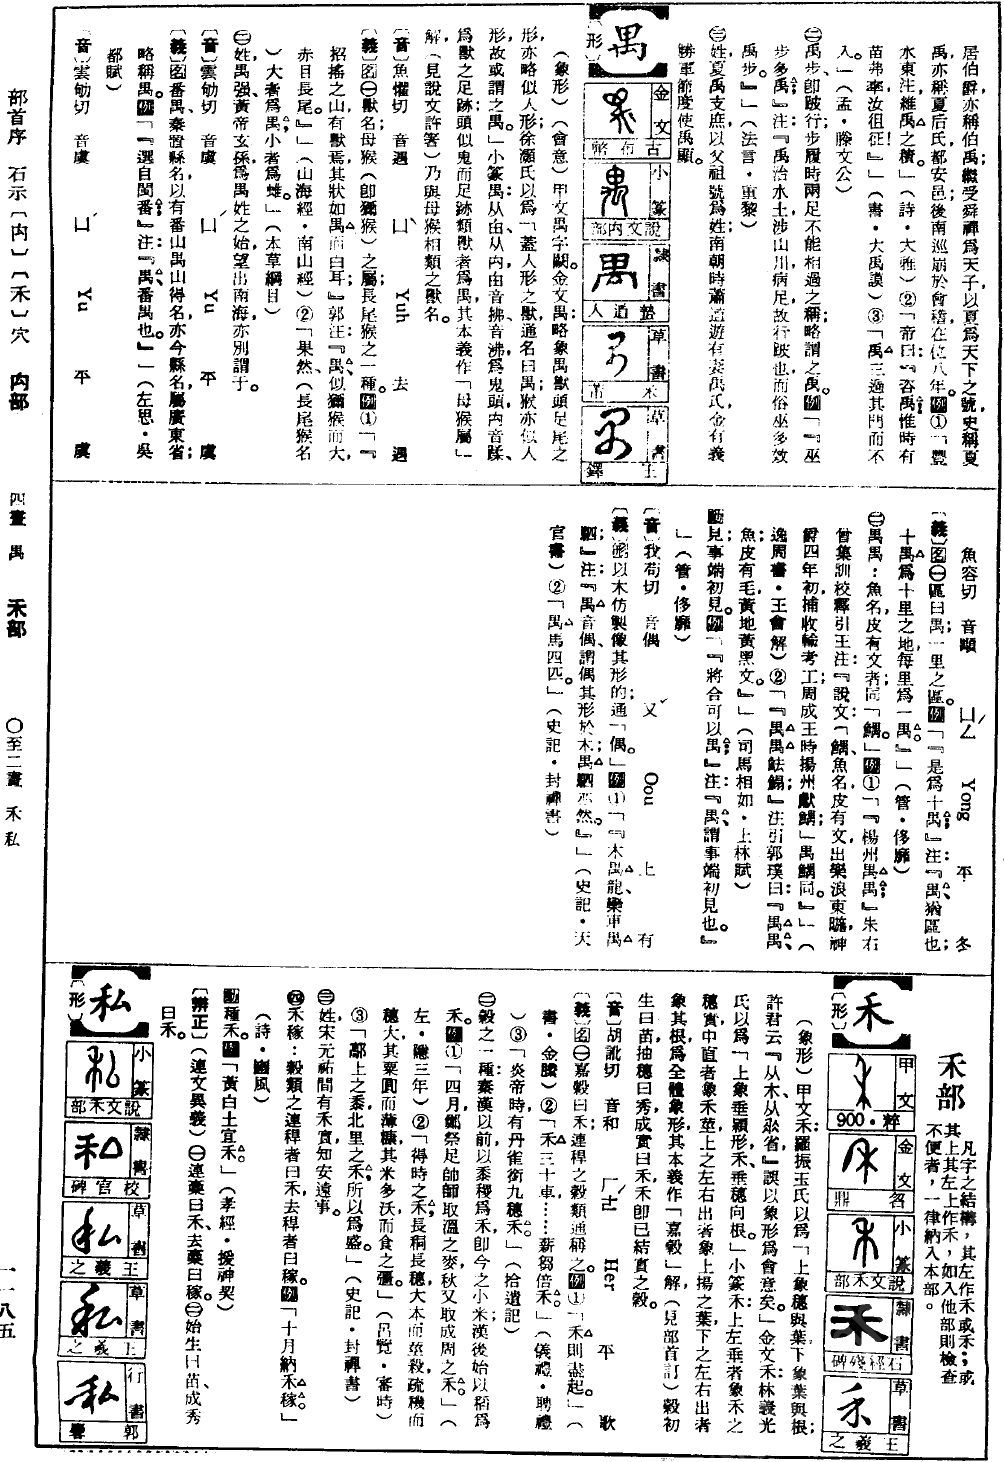 居伯爵亦稱伯禹繼受舜禪爲天子以夏爲天下之號史稱夏
禹亦稱夏后氏都安邑後南巡崩於會稽在位八年。例①「豐
水東注維禹之績。」(詩・大雅)②「帝曰:『咨禹惟時有
苗弗率汝徂征!』」(書・大禹謨)③「禹三過其門而不
入。」(孟・滕文公)
㊁禹步即跛行步履時兩足不能相過之稱略謂之禹。例「『巫
步多禹。』注:『禹治水土涉山川病足故行跛也而俗巫多效
禹步。』」(法言・重黎)
㊂姓夏禹支庶以父祖號爲姓南朝時蕭道遊有妾禹氏金有義
勝軍節度使禹顯。
禺
〔形〕
金文 古布幣
小篆 說文内部
隸書
草書 米芾
草書 王鐸
(象形)(會意)甲文禺字闕。金文禺略象禺獸頭足尾之
形,亦略似人形;徐灝氏以爲「蓋人形之獸通名曰禺;猴亦似人
形故或謂之禺。」小篆禺从甶从内甶音拂音沸爲鬼頭内音蹂、
爲獸之足跡頭似鬼而足跡類獸者爲禺其本義作「母猴屬」
解(見說文許箸)乃與母猴相類之獸名。
〔音〕魚懼切 音遇 ㄩˋ Yuh 去 遇
〔義〕名㊀獸名母猴(即獼猴)之屬長尾猴之一種。例①「『
招搖之山有獸焉其狀如禺而白耳。』郭注:『禺似獼猴而大、
赤目長尾。』」(山海經・南山經)②「果然(長尾猴名
)大者爲禺,小者爲蜼。」(本草綱目)
㊁姓禺强黃帝玄孫爲禺姓之始望出南海亦別謂于。
〔音〕雲劬切 音虞 ㄩˊ Yu 平 虞
〔音〕雲劬切 音虞 ㄩˊ Yu 平 虞
〔義〕名番禺、秦置縣名以有番山禺山得名,亦今縣名,屬廣東省;
略稱禺。例「『選自閩番。』注:『禺番禺也。』」(左思・吳
都賦)
魚容切 音顒 ㄩㄥˊ Yong 平 冬
〔義〕名㊀區曰禺一里之區。例「『是爲十禺。』注:『禺猶區也;
十禺爲十里之地每里爲一禺。』」(管・侈靡)
㊁禺禺:魚名,皮有文者;同「鰅。」例①「『楊州禺禺。』朱右
曾集訓校釋引王注:『說文:「鰅、魚名,皮有文,出樂浪東暆;神
爵四年初捕收輸考工;周成王時揚州獻鰅;」禺鰅同。』」(
逸周書・王會解)②「『禺禺魼鰨。』注引郭璞曰:『禺禺、
魚皮有毛黃地黑文。』」(司馬相如・上林賦)
動見事端初見。例「『將合可以禺。』注:『禺謂事端初見也。』
」(管・侈靡)
〔音〕我苟切 音偶 ㄡˇ Oou 上 有
〔義〕形以木仿製像其形的;通「偶。」例①「『木禺龍欒車禺
駟。』注:『禺音偶,謂偶其形於木;禺駟亦然。』」(史記・天
官書)②「禺馬四匹。」(史記・封禪書)
禾部
凡字之結構,其左作禾或禾;或
其上其左上作禾,如入他部則檢查
不便者,一律納入本部。
禾
〔形〕
甲文 粹・900
金文 智鼎
小篆 說文禾部
隸書 石經殘碑
草書 王羲之
(象形)甲文禾羅振玉氏以爲「上象穗與葉下象莖與根;
許君云『从木从𠂹省』誤以象形爲會意矣。」金文禾:林義光
氏以爲「上象垂穎形禾垂穗向根。」小篆禾:上左垂者象禾之
穗實,中直者象禾莖上之左右出者象上揚之葉下之左右出者
象其根,爲全體象形,其本義作「嘉穀」解(見部首訂)穀初
生曰苗抽穗曰秀成實曰禾禾即已結實之穀。
〔音〕胡訛切 音和 ㄏㄜˊ Her 平 歌
〔義〕名㊀嘉穀曰禾連稈之穀類通稱之。例①「禾則盡起。」(
書・金縢)②「禾三十車……薪芻倍禾。」(儀禮・聘禮
)③「炎帝時有丹雀銜九穗禾。」(拾遺記)
㊁穀之一種;秦漢以前以黍稷爲禾即今之小米漢後始以稻爲
禾。例①「四月鄭祭足帥師取溫之麥秋又取成周之禾。」(
左・隱三年)②「得時之禾長稠長穗大本而莖殺疏穖而
穗大其粟圓而薄糠其米多沃而食之彊。」(呂覽・審時)
③「鄗上之黍北里之禾所以爲盛。」(史記・封禪書)
㊂姓宋元祐間有禾實知安遠事。
㊃禾稼:穀類之連稈者曰禾去稈者曰稼。例「十月納禾稼。」
(詩・豳風)
動種禾。例「黃白土宜禾。」(孝經・援神契)
〔辨正〕(連文異義)㊀連藁曰禾、去藁曰稼。㊁始生曰苗,成秀
曰禾。
私
〔形〕
小篆 說文禾部
隸書 校官碑
草書 王羲之
草書 王羲之
行書
部首序 石示〔内〕〔禾〕穴 内部 四畫 禺 禾部 〇至二畫 禾 私 一一八五